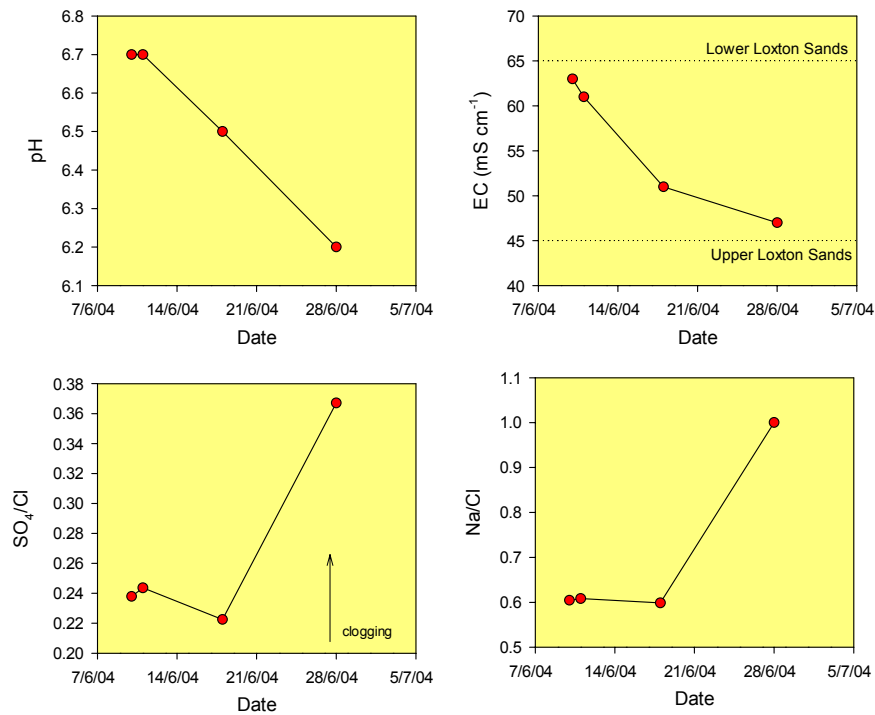 6.8
6.7
6.6
6.5
6.4
6.3
6.2
6.1
pH
7/6/04 14/6/04 21/6/04 28/6/04 5/7/04
Date
70
65
60
55
50
45
40
EC (mS cm⁻¹)
Lower Loxton Sands
Upper Loxton Sands
7/6/04 14/6/04 21/6/04 28/6/04 5/7/04
Date
0.38
0.36
0.34
0.32
0.30
0.28
0.26
0.24
0.22
0.20
SO₄/Cl
clogging
7/6/04 14/6/04 21/6/04 28/6/04 5/7/04
Date
1.1
1.0
0.9
0.8
0.7
0.6
0.5
Na/Cl
7/6/04 14/6/04 21/6/04 28/6/04 5/7/04
Date